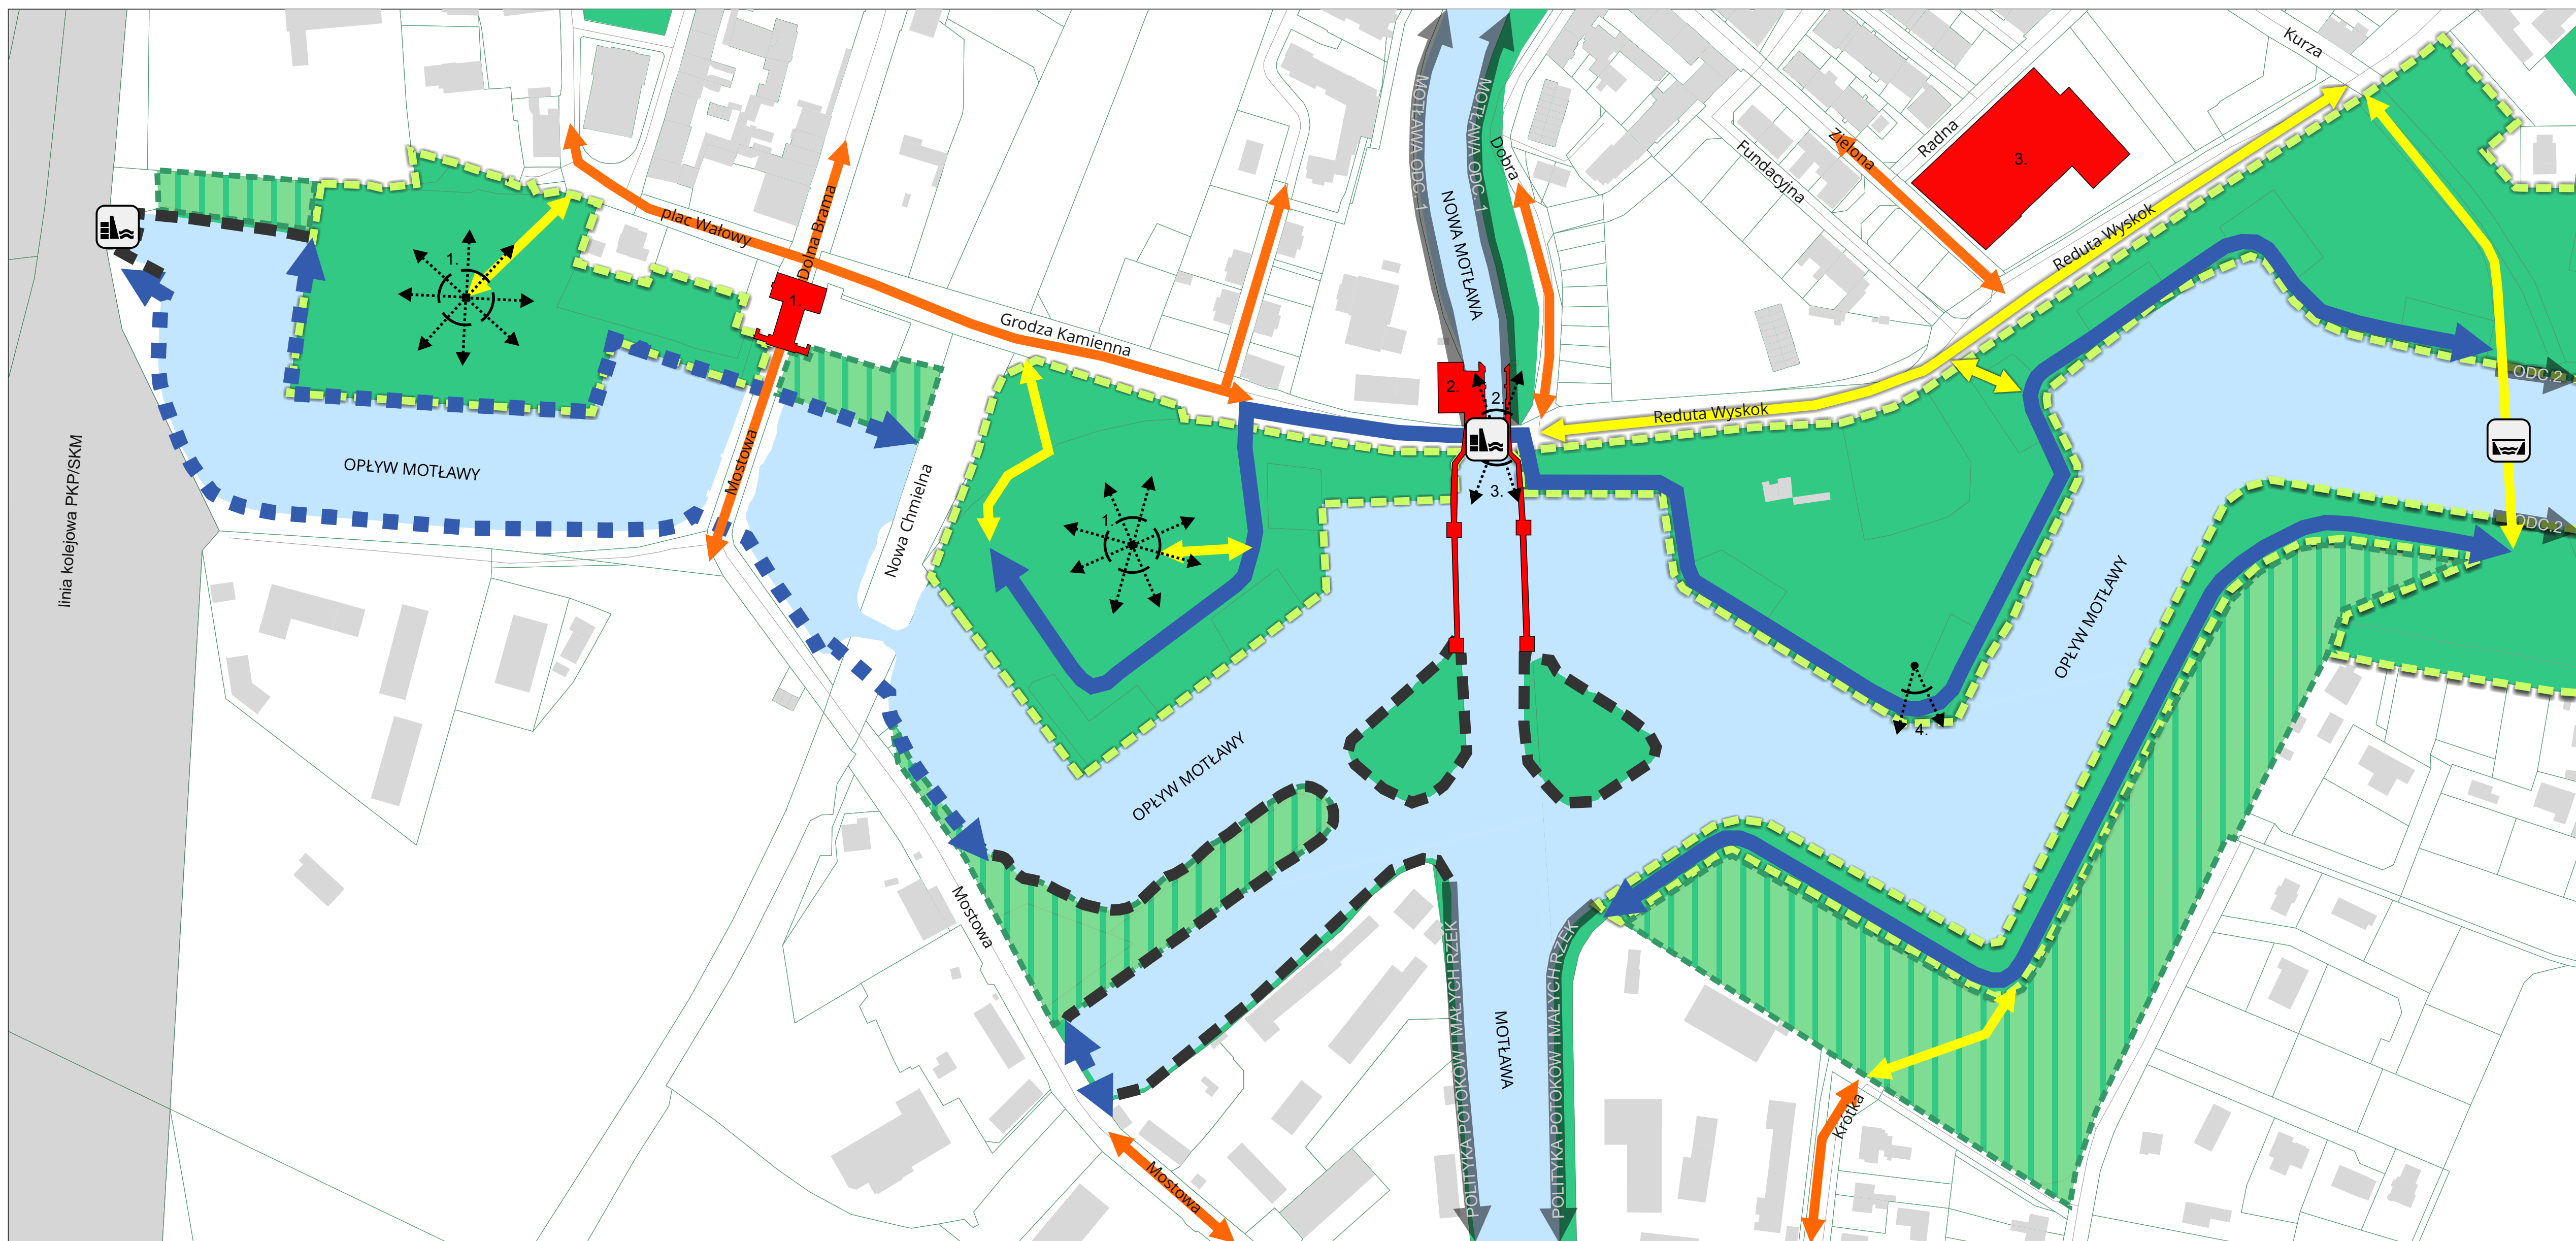 Kurza
MOTŁAWA ODC. 1
MOTŁAWA ODC. 1
Dobra
Zielona
Radna
3.
Fundacyjna
plac Wałowy
Dolna Brama
NOWA MOTŁAWA
Reduta Wyskok
1.
1.
Grodza Kamienna
2.
2.
Reduta Wyskok
ODC.2
linia kolejowa PKP/SKM
OPŁYW MOTŁAWY
Mostowa
Nowa Chmielna
1.
3.
ODC.2
OPŁYW MOTŁAWY
4.
OPŁYW MOTŁAWY
Mostowa
POLITYKA POTOKÓW I MAŁYCH RZEK
POLITYKA POTOKÓW I MAŁYCH RZEK
MOTŁAWA
Krótka
Mostowa